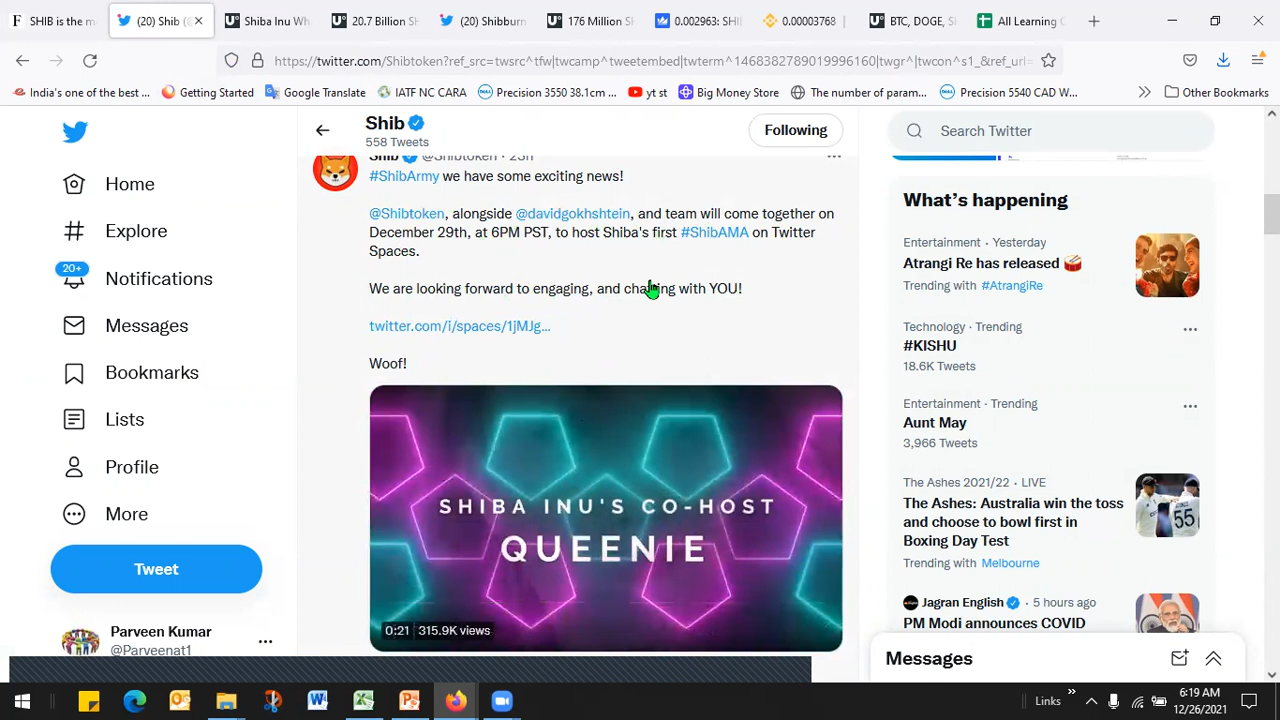 SHIB is the m
(20) Shib (
Shiba Inu Wh
20.7 Billion S
(20) Shibburn
176 Million S
0.002963: SHI
0.00003768
BTC, DOGE, S
All Learning C
https://twitter.com/Shibtoken?ref_src=twsrc^tfw|twcamp^tweetembed|twterm^1468382789019996160|twgr^|twcon^s1_&ref_url=
India's one of the best ...
Getting Started
Google Translate
IATF NC CARA
Precision 3550 38.1cm ...
yt st
Big Money Store
The number of param...
Precision 5540 CAD W...
Other Bookmarks
Home
Explore
20+
Notifications
Messages
Bookmarks
Lists
Profile
More
Tweet
Parveen Kumar
@Parveenat1
Shib
558 Tweets
Following
Shib @Shibtoken · 23h
#ShibArmy we have some exciting news!
@Shibtoken, alongside @davidgokhshtein, and team will come together on
December 29th, at 6PM PST, to host Shiba's first #ShibAMA on Twitter
Spaces.
We are looking forward to engaging, and chatting with YOU!
twitter.com/i/spaces/1jMJg...
Woof!
SHIBA INU'S CO-HOST
QUEENIE
0:21 315.9K views
Search Twitter
What's happening
Entertainment · Yesterday
Atrangi Re has released
Trending with #AtrangiRe
Technology · Trending
#KISHU
18.6K Tweets
Entertainment · Trending
Aunt May
3,966 Tweets
The Ashes 2021/22 · LIVE
The Ashes: Australia win the toss
and choose to bowl first in
Boxing Day Test
Trending with Melbourne
55
Jagran English · 5 hours ago
PM Modi announces COVID
Messages
Links
6:19 AM
12/26/2021